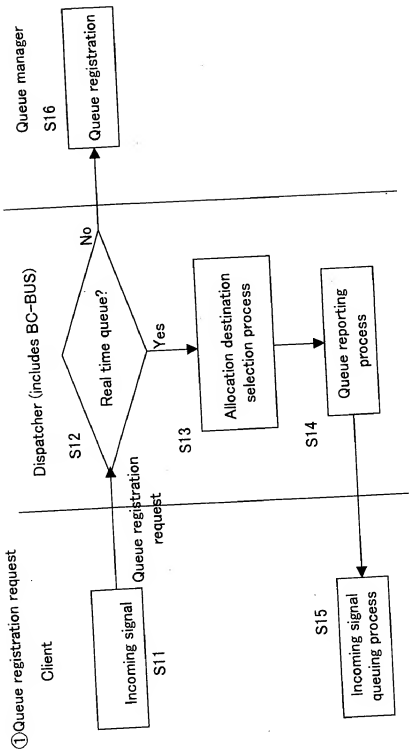 ①Queue registration request
Client
Dispatcher (includes BC-BUS)
Queue manager
Incoming signal
S11
Queue registration
request
S12
Real time queue?
No
Yes
S16
Queue registration
S13
Allocation destination
selection process
S14
Queue reporting
process
S15
Incoming signal
queuing process